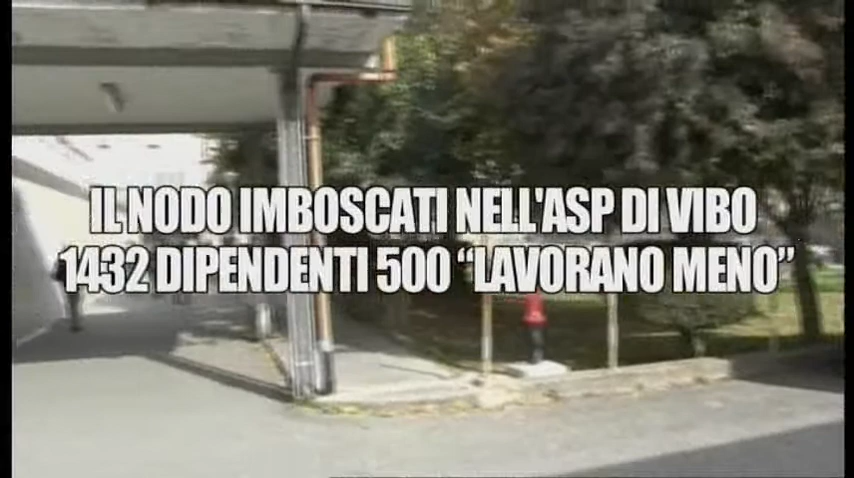 IL NODO IMBOSCATI NELL'ASP DI VIBO
1432 DIPENDENTI 500 “LAVORANO MENO”